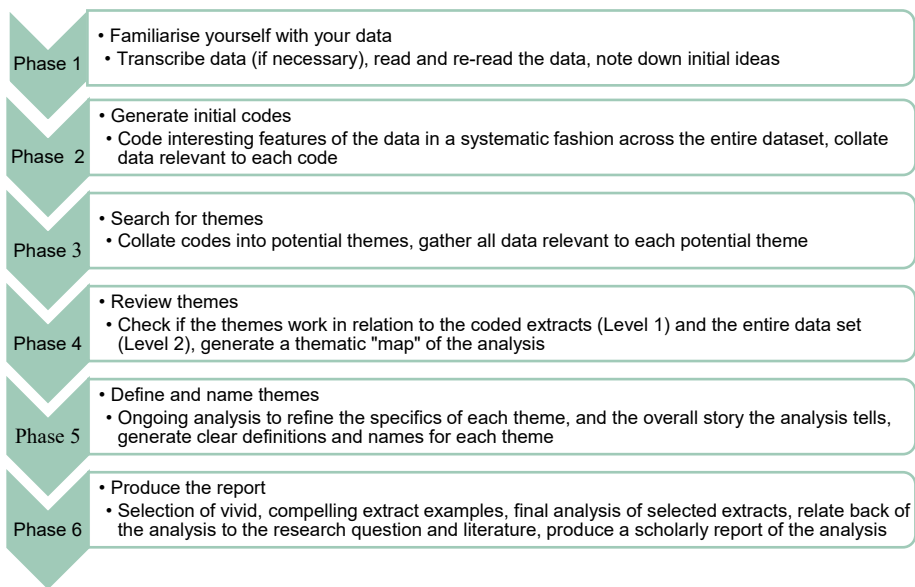 Phase 1
• Familiarise yourself with your data
• Transcribe data (if necessary), read and re-read the data, note down initial ideas
Phase 2
• Generate initial codes
• Code interesting features of the data in a systematic fashion across the entire dataset, collate
data relevant to each code
Phase 3
• Search for themes
• Collate codes into potential themes, gather all data relevant to each potential theme
Phase 4
• Review themes
• Check if the themes work in relation to the coded extracts (Level 1) and the entire data set
(Level 2), generate a thematic "map" of the analysis
Phase 5
• Define and name themes
• Ongoing analysis to refine the specifics of each theme, and the overall story the analysis tells,
generate clear definitions and names for each theme
Phase 6
• Produce the report
• Selection of vivid, compelling extract examples, final analysis of selected extracts, relate back of
the analysis to the research question and literature, produce a scholarly report of the analysis